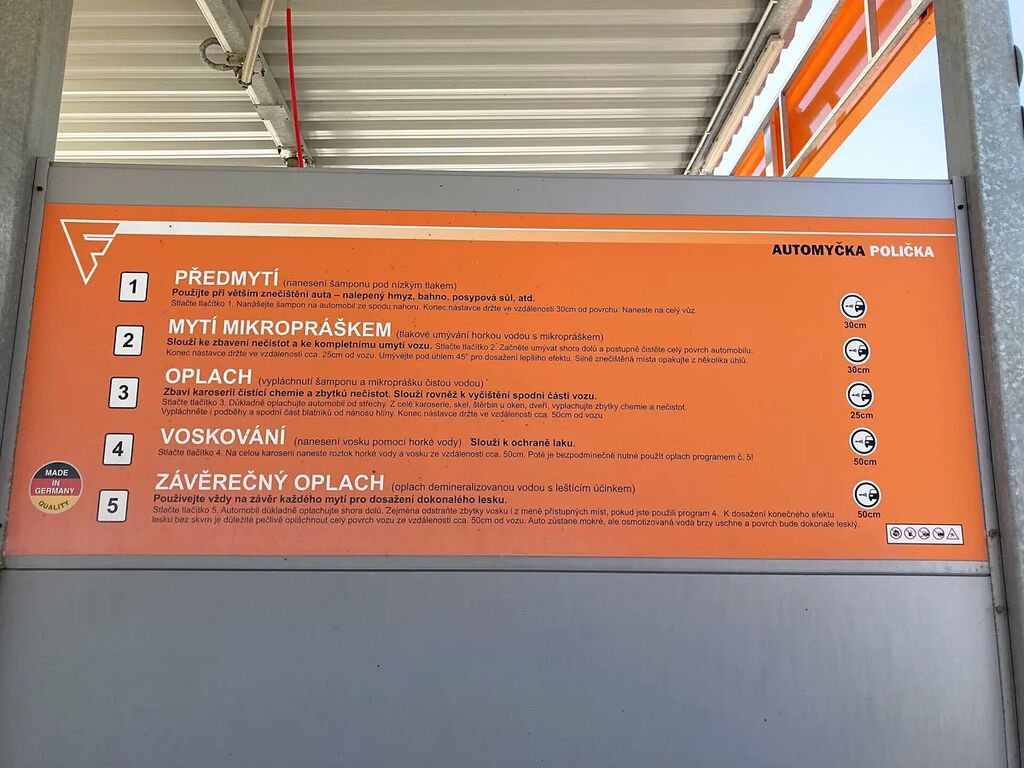 F
AUTOMYČKA POLIČKA
1
PŘEDMYTÍ (nanesení šamponu pod nízkým tlakem)
Použijte při větším znečištění auta – nalepený hmyz, bahno, posypová sůl, atd.
Stlačte tlačítko 1. Nanášejte šampon na automobil ze spodu nahoru. Konec nástavce držte ve vzdálenosti 30cm od povrchu. Naneste na celý vůz.
30cm
2
MYTÍ MIKROPRÁŠKEM (tlakové umývání horkou vodou s mikropráškem)
Slouží ke zbavení nečistot a ke kompletnímu umytí vozu. Stlačte tlačítko 2. Začněte umývat shora dolů a postupně čistěte celý povrch automobilu.
Konec nástavce držte ve vzdálenosti cca. 25cm od vozu. Umývejte pod úhlem 45° pro dosažení lepšího efektu. Silně znečištěná místa opakujte z několika úhlů.
30cm
3
OPLACH (vypláchnutí šamponu a mikroprášku čistou vodou)
Zbaví karoserii čistící chemie a zbytků nečistot. Slouží rovněž k vyčištění spodní části vozu.
Stlačte tlačítko 3. Důkladně oplachujte automobil od střechy. Z celé karoserie, skel, štěrbin u oken, dveří, vyplachujte zbytky chemie a nečistot.
Vypláchněte i podběhy a spodní část blatníků od nánosu hlíny. Konec nástavce držte ve vzdálenosti cca. 50cm od vozu
25cm
4
VOSKOVÁNÍ (nanesení vosku pomocí horké vody) Slouží k ochraně laku.
Stlačte tlačítko 4. Na celou karoserii naneste roztok horké vody a vosku ze vzdálenosti cca. 50cm. Poté je bezpodmínečně nutné použít oplach programem č. 5!
50cm
MADE
IN
GERMANY
QUALITY
5
ZÁVĚREČNÝ OPLACH (oplach demineralizovanou vodou s leštícím účinkem)
Používejte vždy na závěr každého mytí pro dosažení dokonalého lesku.
Stlačte tlačítko 5. Automobil důkladně oplachujte shora dolů. Zejména odstraňte zbytky vosku i z méně přístupných míst, pokud jste použili program 4. K dosažení konečného efektu
lesku bez skvrn je důležité pečlivě opláchnout celý povrch vozu ze vzdálenosti cca. 50cm od vozu. Auto zůstane mokré, ale osmotizovaná voda brzy uschne a povrch bude dokonale lesklý.
50cm